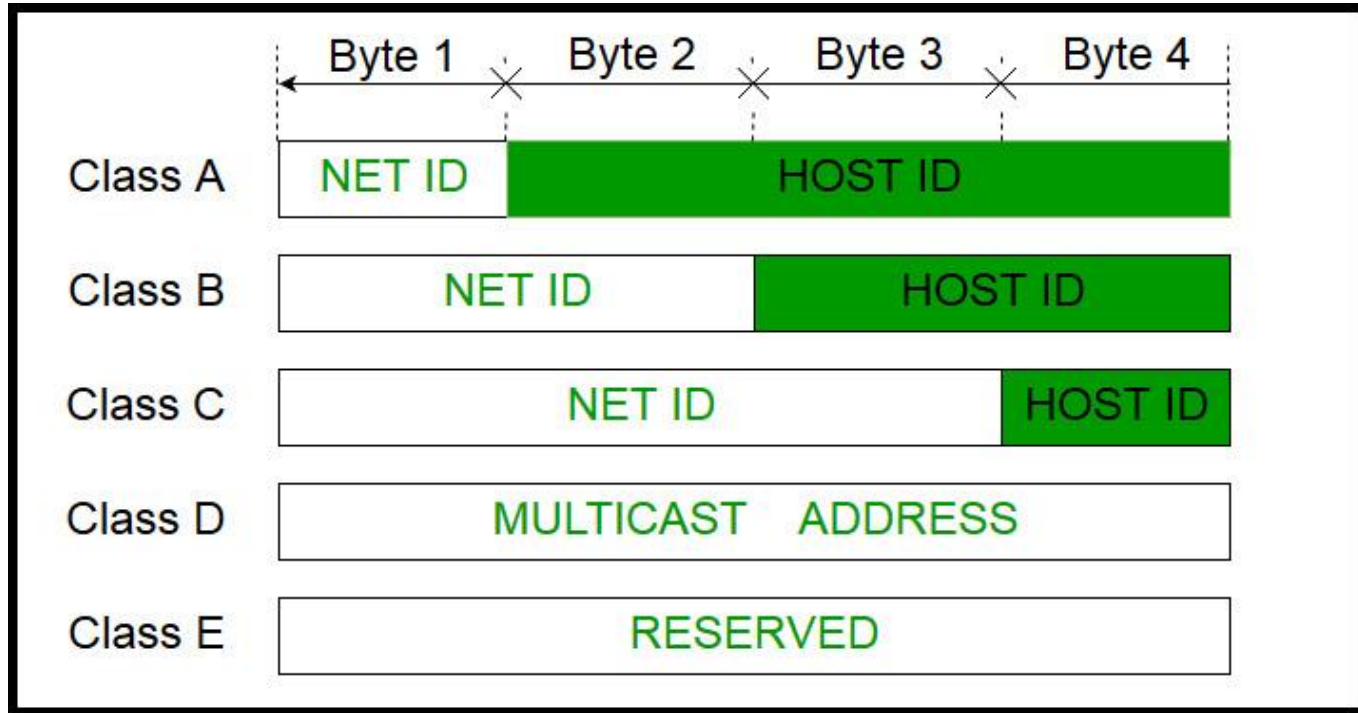 Byte 1 Byte 2 Byte 3 Byte 4
Class A NET ID HOST ID
Class B NET ID HOST ID
Class C NET ID HOST ID
Class D MULTICAST ADDRESS
Class E RESERVED